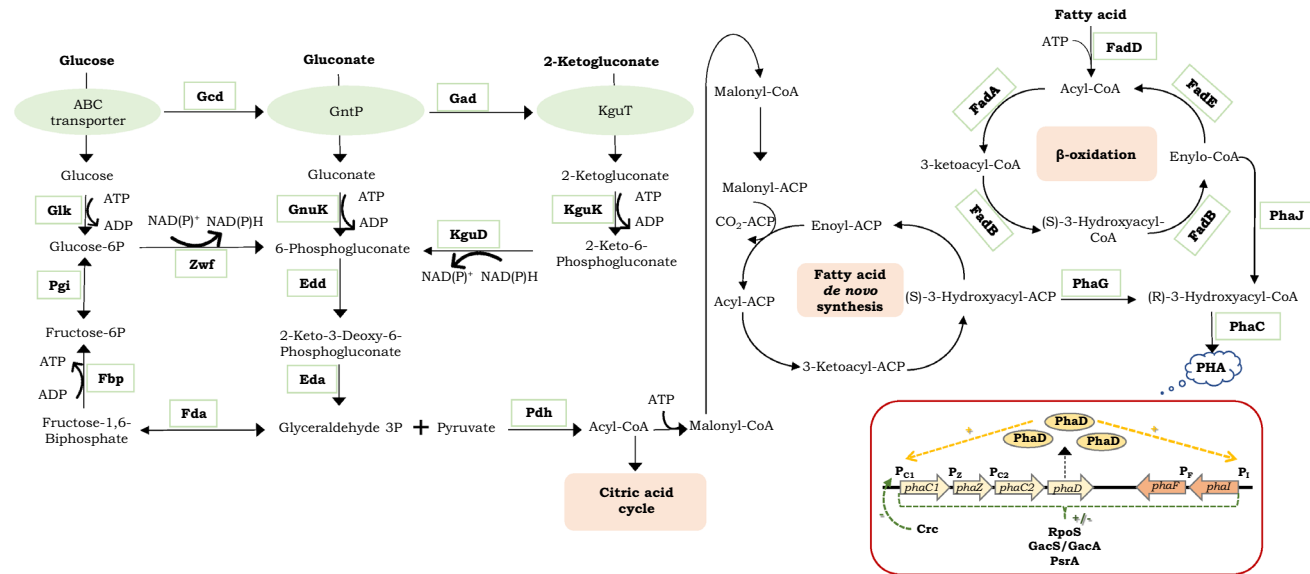 Glucose
Gluconate
2-Ketogluconate
ABC
transporter
Gcd
GntP
Gad
KguT
Glucose
Gluconate
2-Ketogluconate
Glk
ATP
ADP
NAD(P)⁺
NAD(P)H
GnuK
ATP
ADP
KguK
ATP
ADP
Glucose-6P
Zwf
6-Phosphogluconate
KguD
NAD(P)⁺
NAD(P)H
2-Keto-6-
Phosphogluconate
Pgi
Edd
Fructose-6P
2-Keto-3-Deoxy-6-
Phosphogluconate
ATP
ADP
Fbp
Eda
Fructose-1,6-
Biphosphate
Fda
Glyceraldehyde 3P
+
Pyruvate
Pdh
Acyl-CoA
ATP
Malonyl-CoA
Citric acid
cycle
Malonyl-CoA
Malonyl-ACP
CO₂-ACP
Enoyl-ACP
Acyl-ACP
Fatty acid
de novo
synthesis
(S)-3-Hydroxyacyl-ACP
3-Ketoacyl-ACP
Fatty acid
ATP
FadD
Acyl-CoA
FadA
FadE
3-ketoacyl-CoA
β-oxidation
Enylo-CoA
FadB
(S)-3-Hydroxyacyl-
CoA
FadB
PhaJ
PhaG
(R)-3-Hydroxyacyl-CoA
PhaC
PHA
PhaD
PhaD
PhaD
+
+
P_C1
P_Z
P_C2
P_F
P_I
phaC1
phaZ
phaC2
phaD
phaF
phaI
-
Crc
+/-
RpoS
GacS/GacA
PsrA